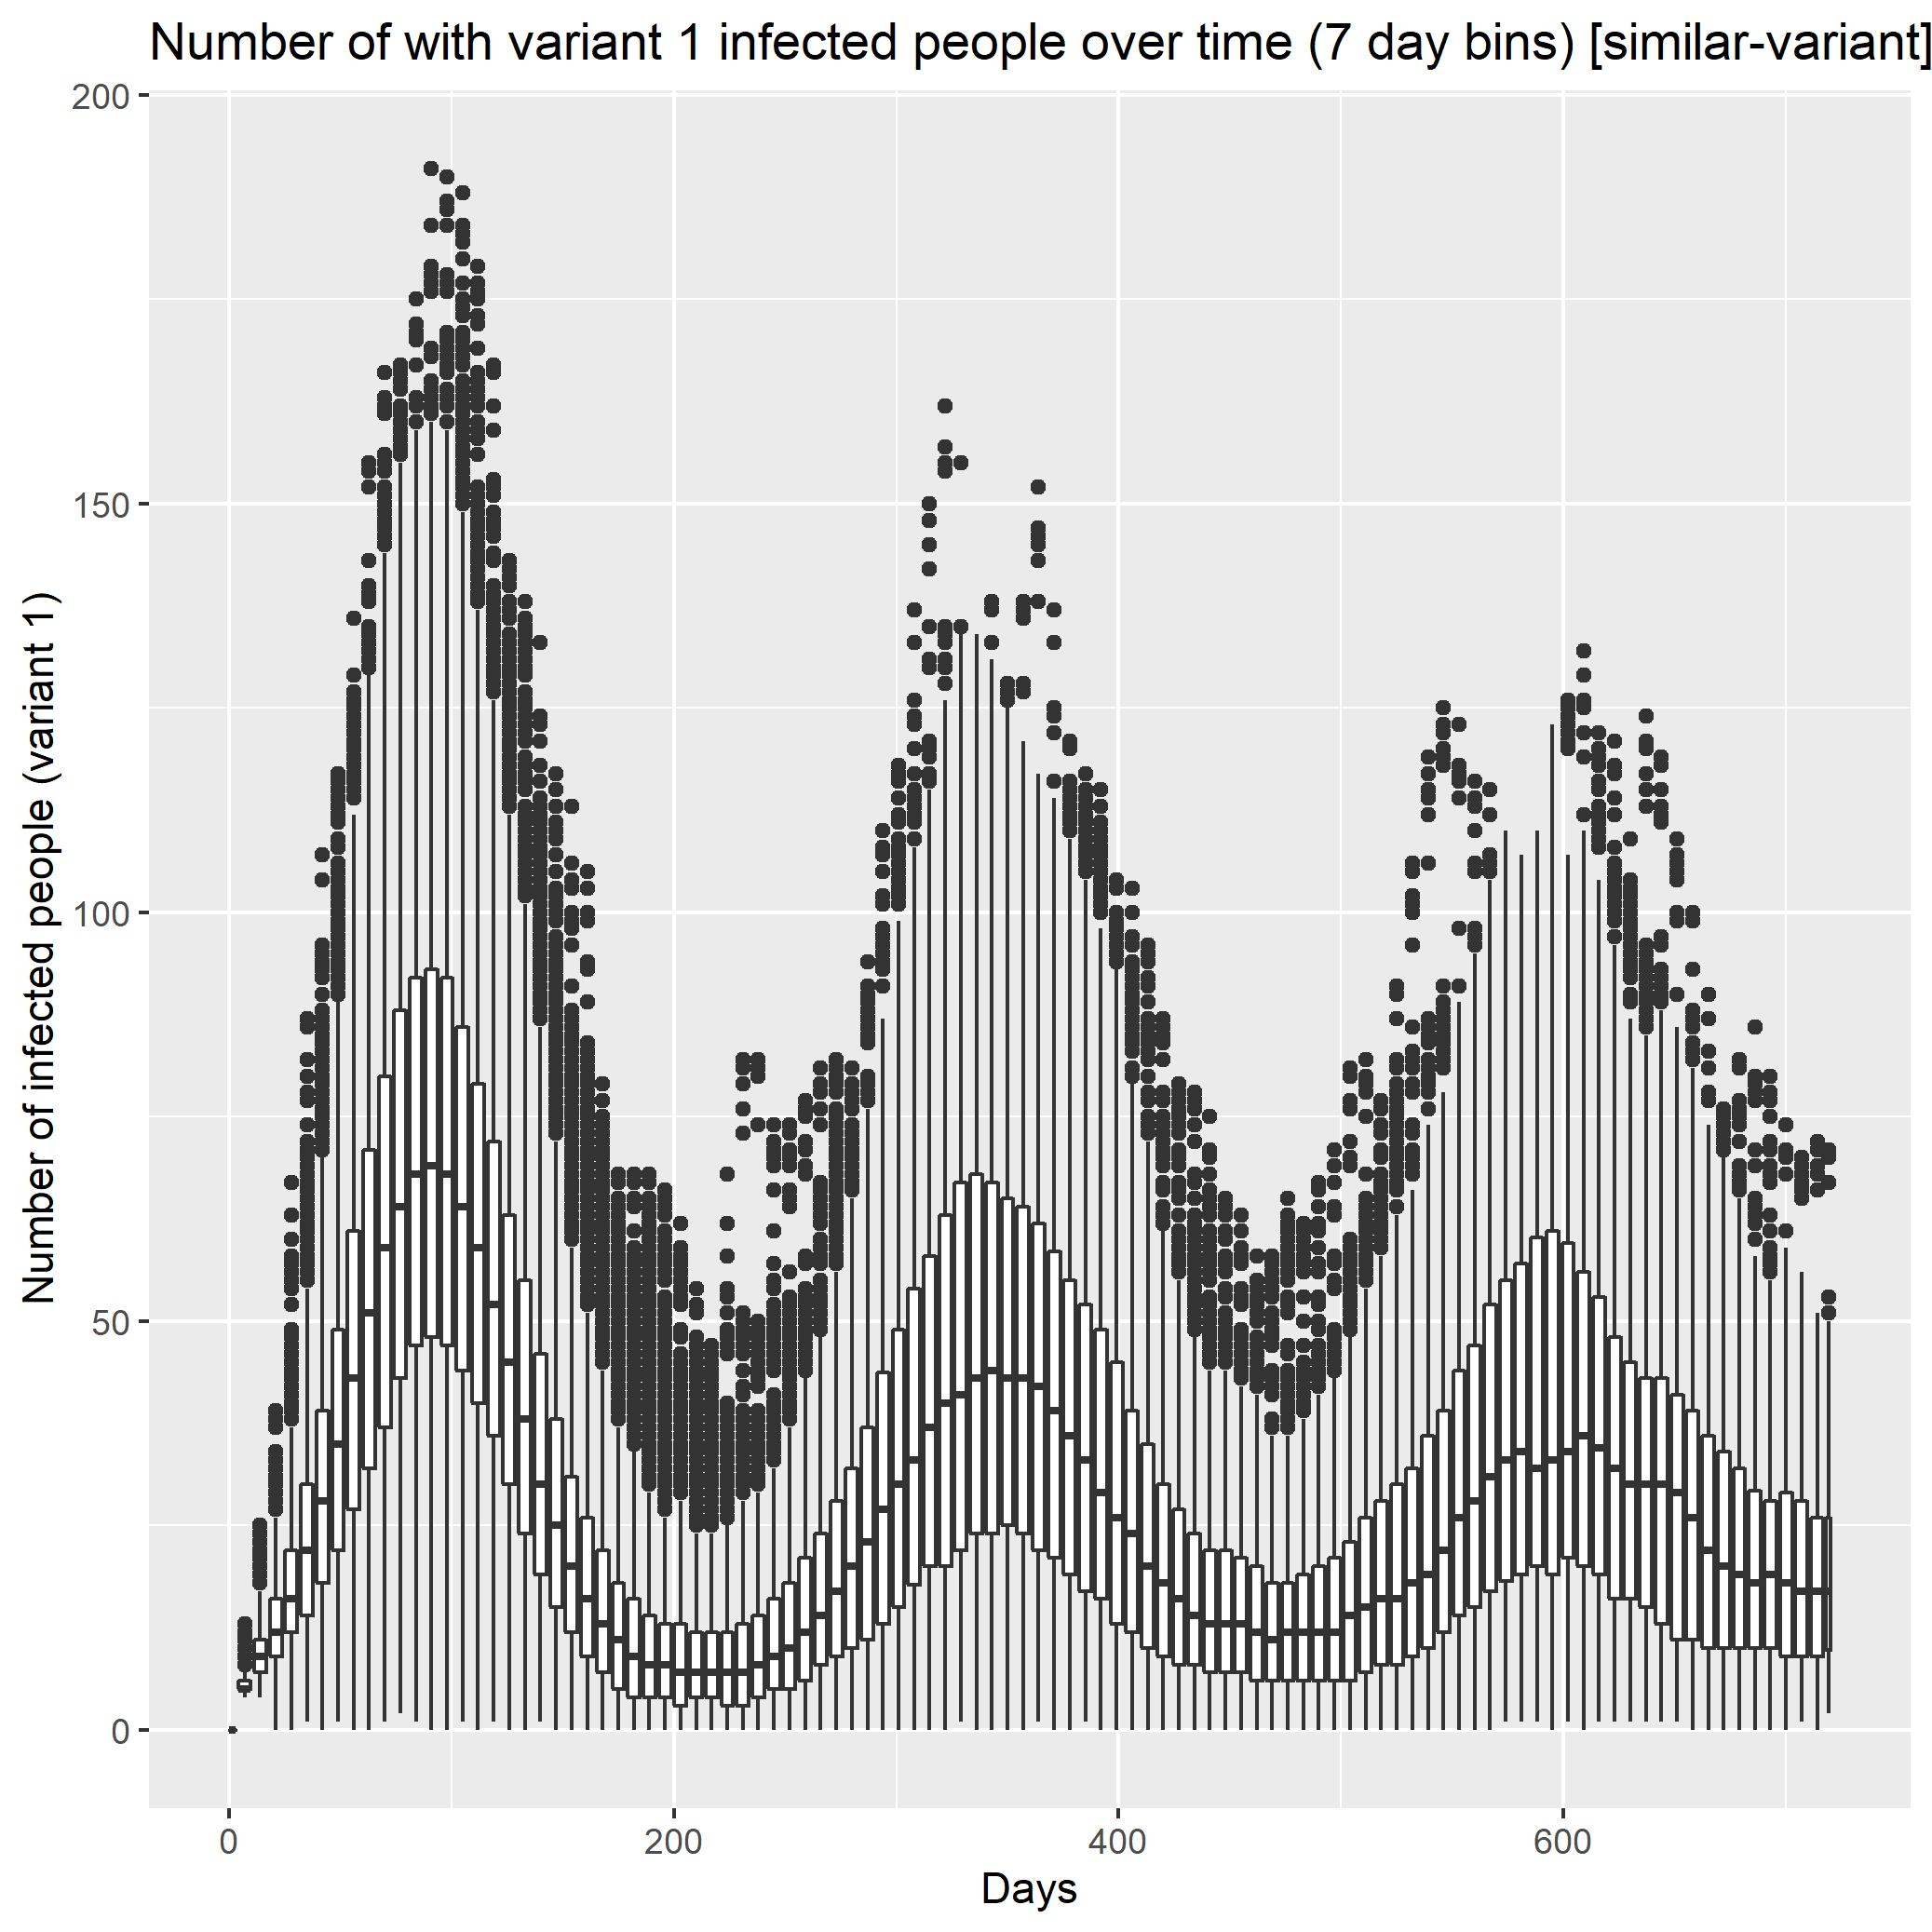 Number of with variant 1 infected people over time (7 day bins) [similar-variant]
Number of infected people (variant 1)
200
150
100
50
0
0 200 400 600
Days